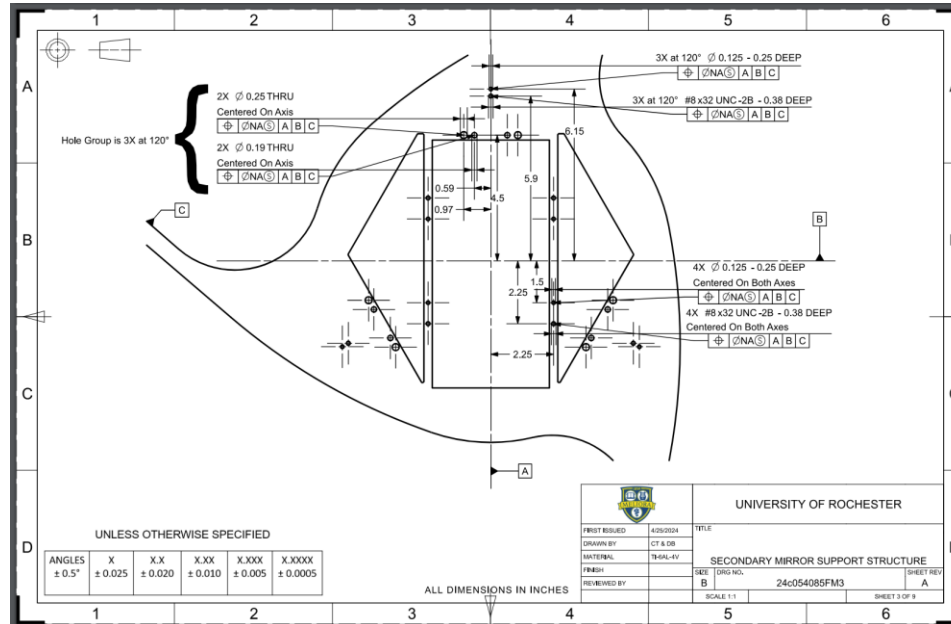 1 2 3 4 5 6
A
B
C
D
3X at 120° Ø 0.125 - 0.25 DEEP
⌖ ØNAⓈ A B C
3X at 120° #8 x32 UNC -2B - 0.38 DEEP
⌖ ØNAⓈ A B C
2X Ø 0.25 THRU
Centered On Axis
⌖ ØNAⓈ A B C
Hole Group is 3X at 120°
2X Ø 0.19 THRU
Centered On Axis
⌖ ØNAⓈ A B C
6.15
5.9
4.5
0.59
0.97
C
B
1.5
2.25
2.25
4X Ø 0.125 - 0.25 DEEP
Centered On Both Axes
⌖ ØNAⓈ A B C
4X #8 x32 UNC -2B - 0.38 DEEP
Centered On Both Axes
⌖ ØNAⓈ A B C
A
UNLESS OTHERWISE SPECIFIED
ANGLES X X.X X.XX X.XXX X.XXXX
± 0.5° ± 0.025 ± 0.020 ± 0.010 ± 0.005 ± 0.0005
ALL DIMENSIONS IN INCHES
MELIORA
UNIVERSITY OF ROCHESTER
FIRST ISSUED 4/25/2024
DRAWN BY CT & DB
MATERIAL TI-6AL-4V
FINISH
REVIEWED BY
TITLE
SECONDARY MIRROR SUPPORT STRUCTURE
SIZE DRG NO. SHEET REV
B 24c054085FM3 A
SCALE 1:1 SHEET 3 OF 9
1 2 3 4 5 6